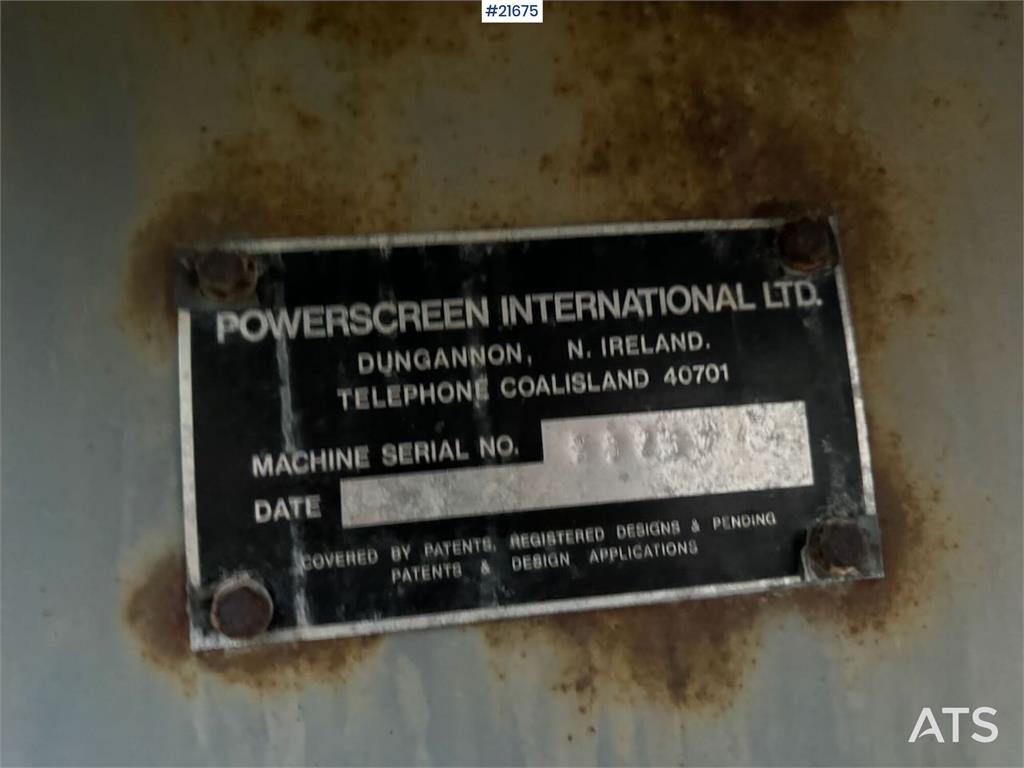 #21675
POWERSCREEN INTERNATIONAL LTD.
DUNGANNON, N. IRELAND.
TELEPHONE COALISLAND 40701
MACHINE SERIAL NO.
DATE
COVERED BY PATENTS, REGISTERED DESIGNS & PENDING
PATENTS & DESIGN APPLICATIONS
ATS